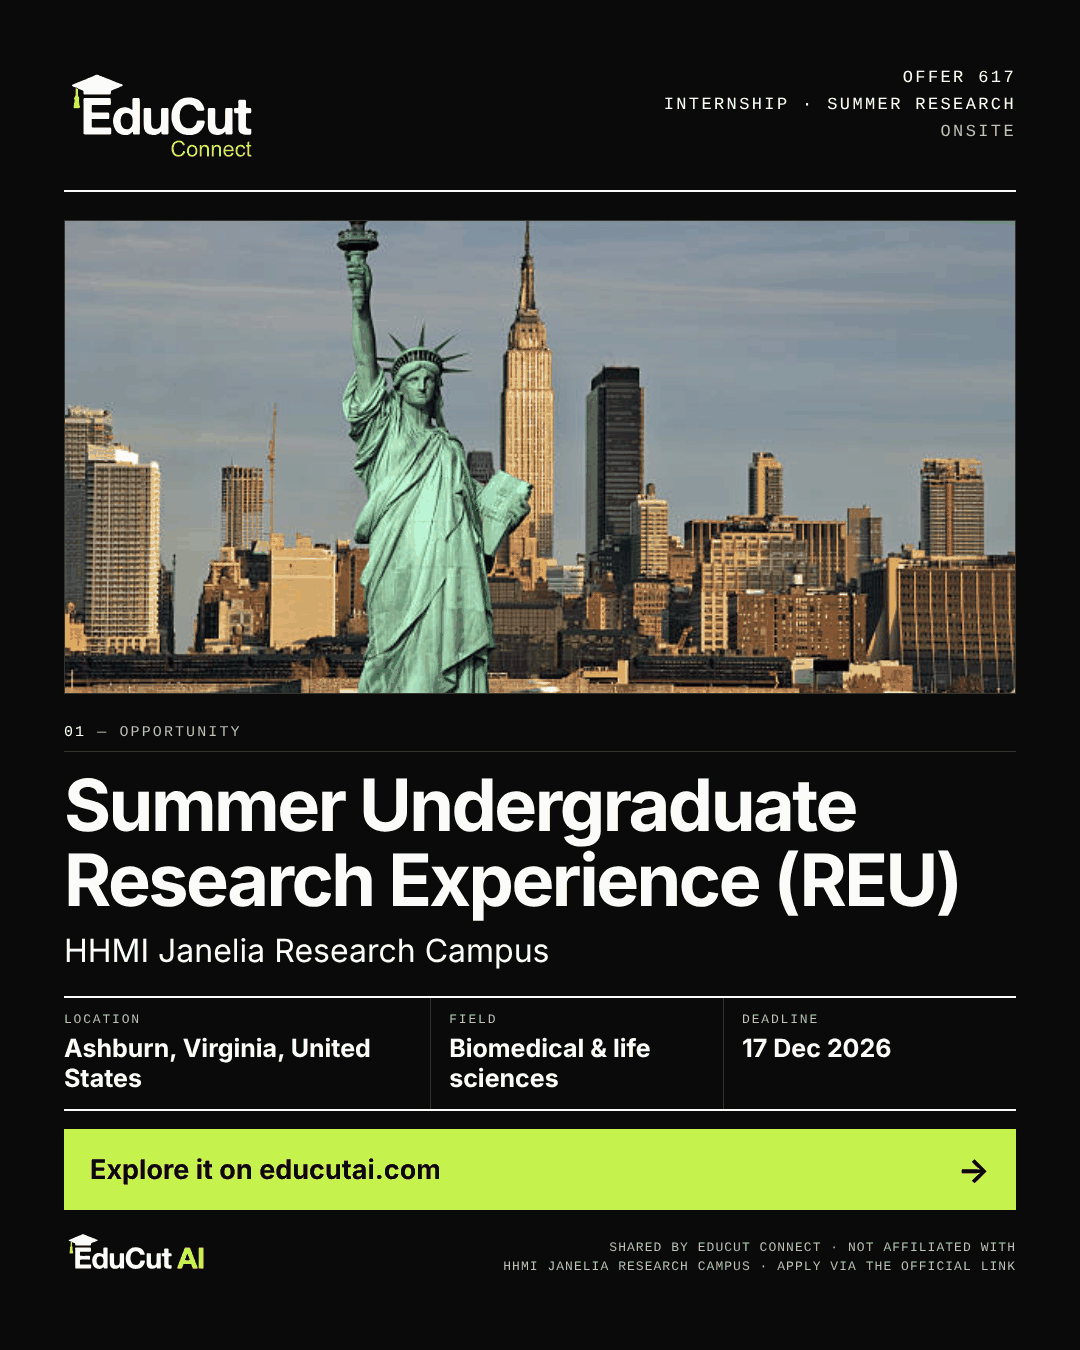 EduCut
Connect
OFFER 617
INTERNSHIP · SUMMER RESEARCH
ONSITE
01 — OPPORTUNITY
Summer Undergraduate
Research Experience (REU)
HHMI Janelia Research Campus
LOCATION
Ashburn, Virginia, United
States
FIELD
Biomedical & life
sciences
DEADLINE
17 Dec 2026
Explore it on educutai.com →
EduCut AI
SHARED BY EDUCUT CONNECT · NOT AFFILIATED WITH
HHMI JANELIA RESEARCH CAMPUS · APPLY VIA THE OFFICIAL LINK